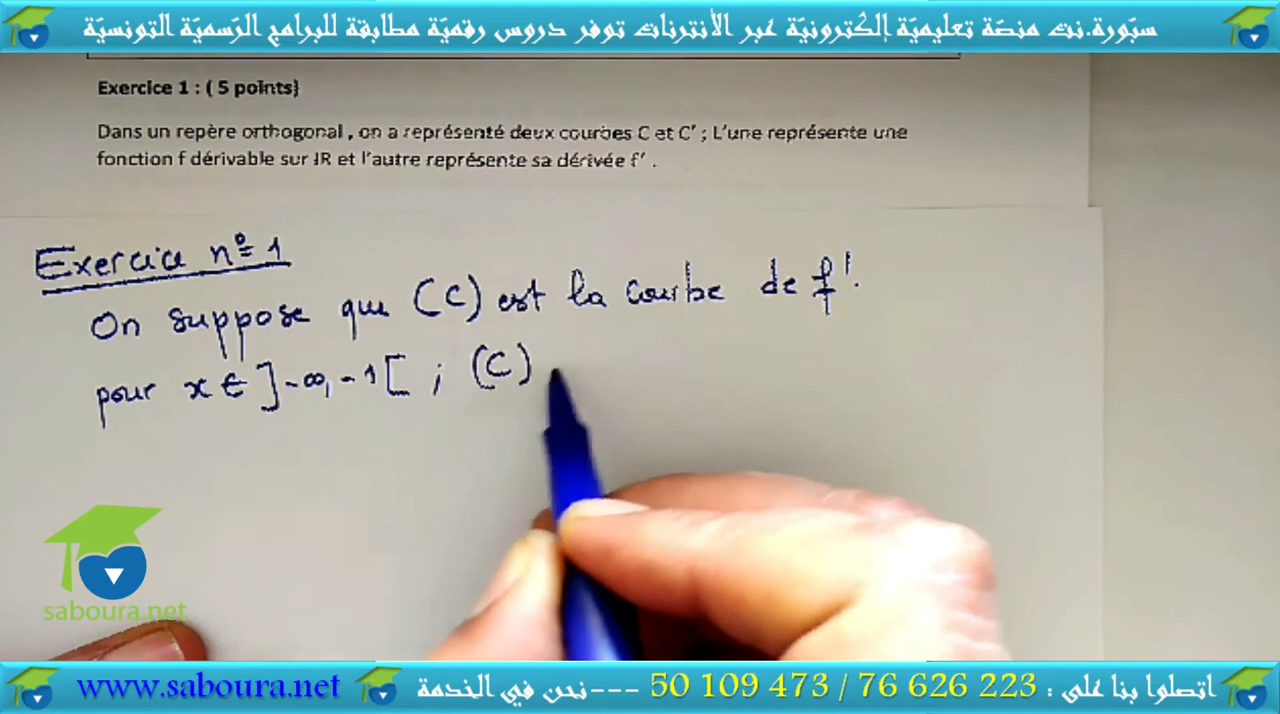 سبّورة.نت منصّة تعليميّة إلكترونيّة عبر الأنترنات توفر دروس رقميّة مطابقة للبرامج الرّسميّة التونسيّة
Exercice 1 : ( 5 points)
Dans un repère orthogonal , on a représenté deux courbes C et C' ; L'une représente une
fonction f dérivable sur IR et l'autre représente sa dérivée f' .
Exercice n°1
On suppose que (C) est la courbe de f'.
pour x ∈ ]-∞, -1[ ; (C)
saboura.net
www.saboura.net
اتصلوا بنا على : 50 109 473 / 76 626 223 ---نحن في الخدمة